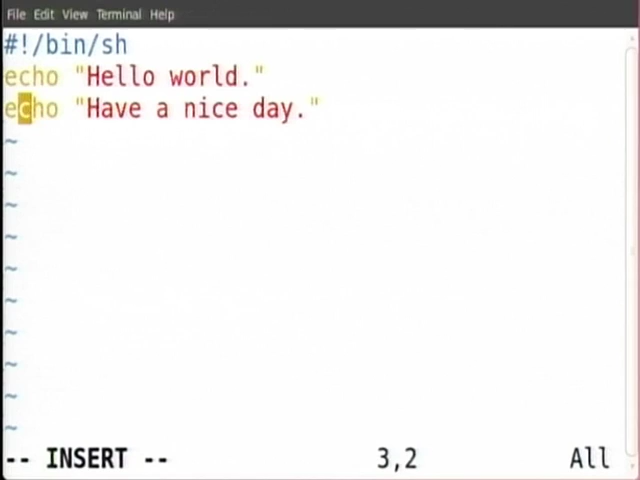 File Edit View Terminal Help
#!/bin/sh
echo "Hello world."
echo "Have a nice day."
~
~
~
~
~
~
~
~
~
~
-- INSERT -- 3,2 All